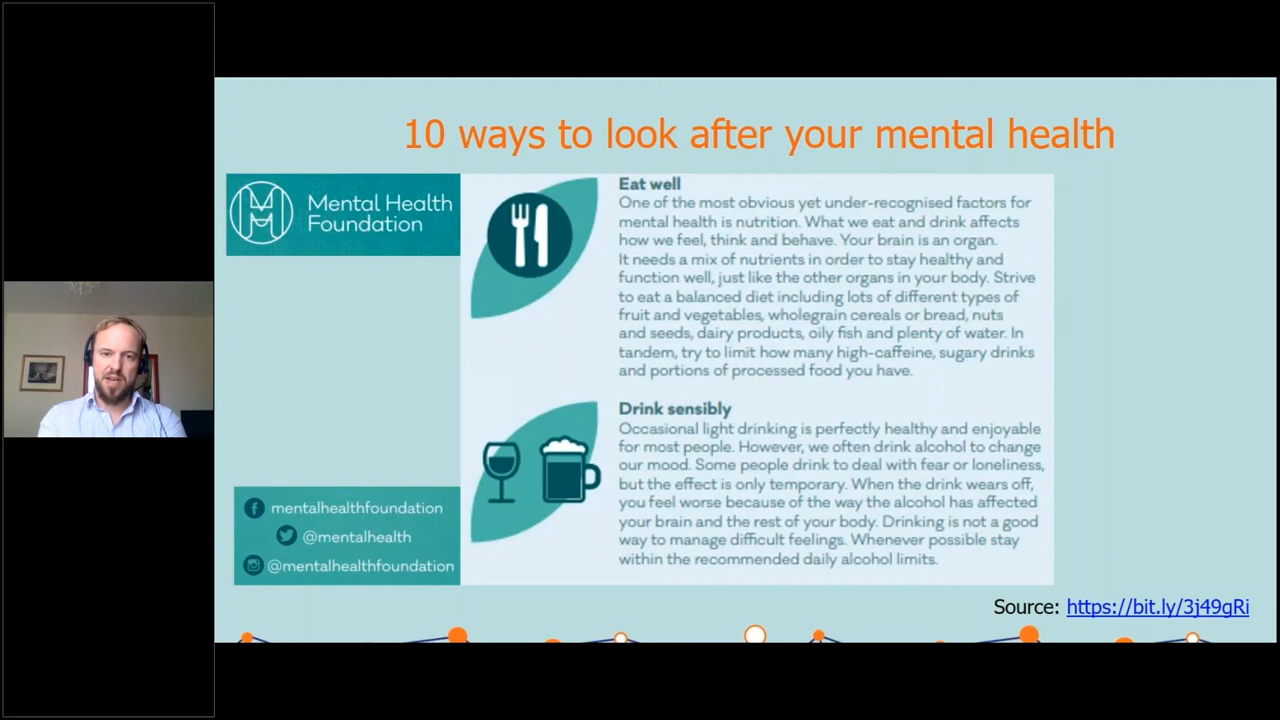 10 ways to look after your mental health
Mental Health
Foundation
Eat well
One of the most obvious yet under-recognised factors for
mental health is nutrition. What we eat and drink affects
how we feel, think and behave. Your brain is an organ.
It needs a mix of nutrients in order to stay healthy and
function well, just like the other organs in your body. Strive
to eat a balanced diet including lots of different types of
fruit and vegetables, wholegrain cereals or bread, nuts
and seeds, dairy products, oily fish and plenty of water. In
tandem, try to limit how many high-caffeine, sugary drinks
and portions of processed food you have.
Drink sensibly
Occasional light drinking is perfectly healthy and enjoyable
for most people. However, we often drink alcohol to change
our mood. Some people drink to deal with fear or loneliness,
but the effect is only temporary. When the drink wears off,
you feel worse because of the way the alcohol has affected
your brain and the rest of your body. Drinking is not a good
way to manage difficult feelings. Whenever possible stay
within the recommended daily alcohol limits.
mentalhealthfoundation
@mentalhealth
@mentalhealthfoundation
Source: https://bit.ly/3j49gRi